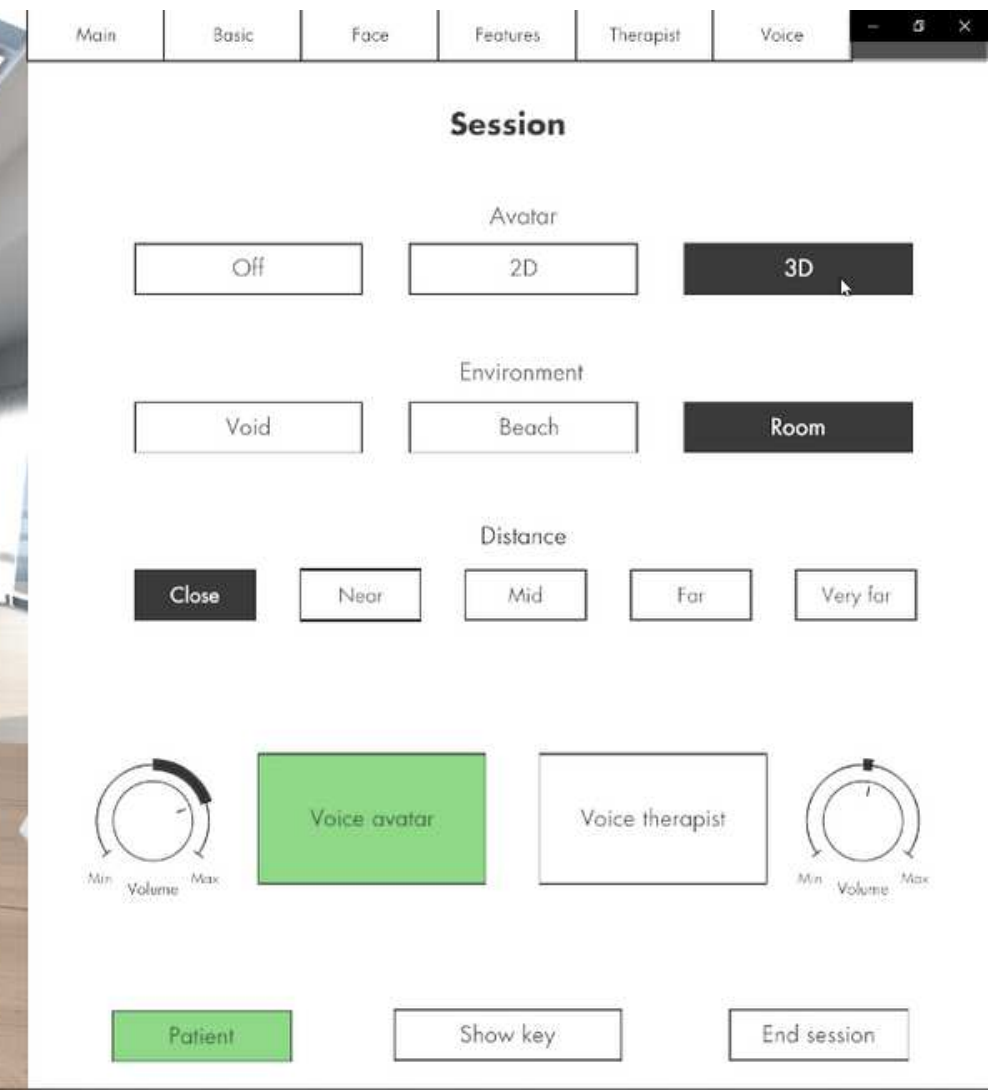 Main Basic Face Features Therapist Voice
Session
Avatar
Off 2D 3D
Environment
Void Beach Room
Distance
Close Near Mid Far Very far
Voice avatar Voice therapist
Min Volume Max Min Volume Max
Patient Show key End session